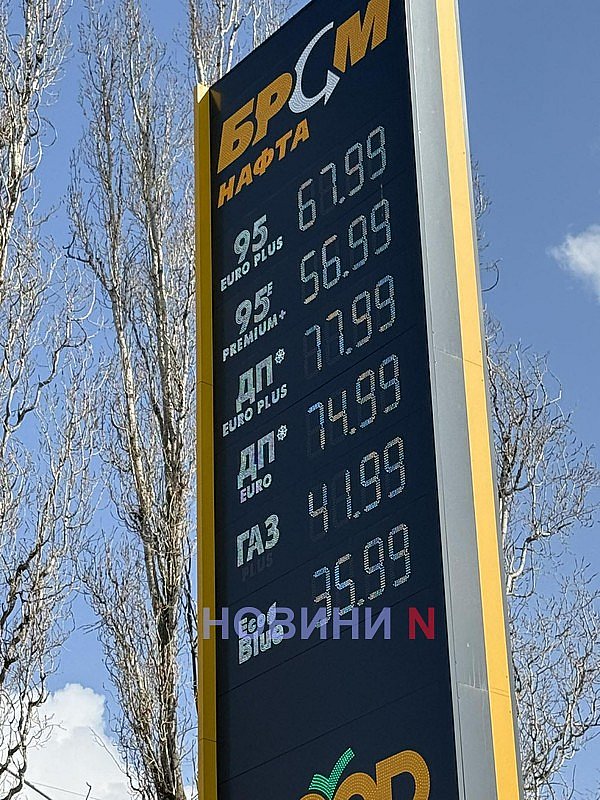 БРСМ
НАФТА
95 67.99
EURO PLUS
95E 56.99
PREMIUM+
ДП* 77.99
EURO PLUS
ДП* 74.99
EURO
ГАЗ 41.99
PLUS
Eco Blue 35.99
НОВИНИ N